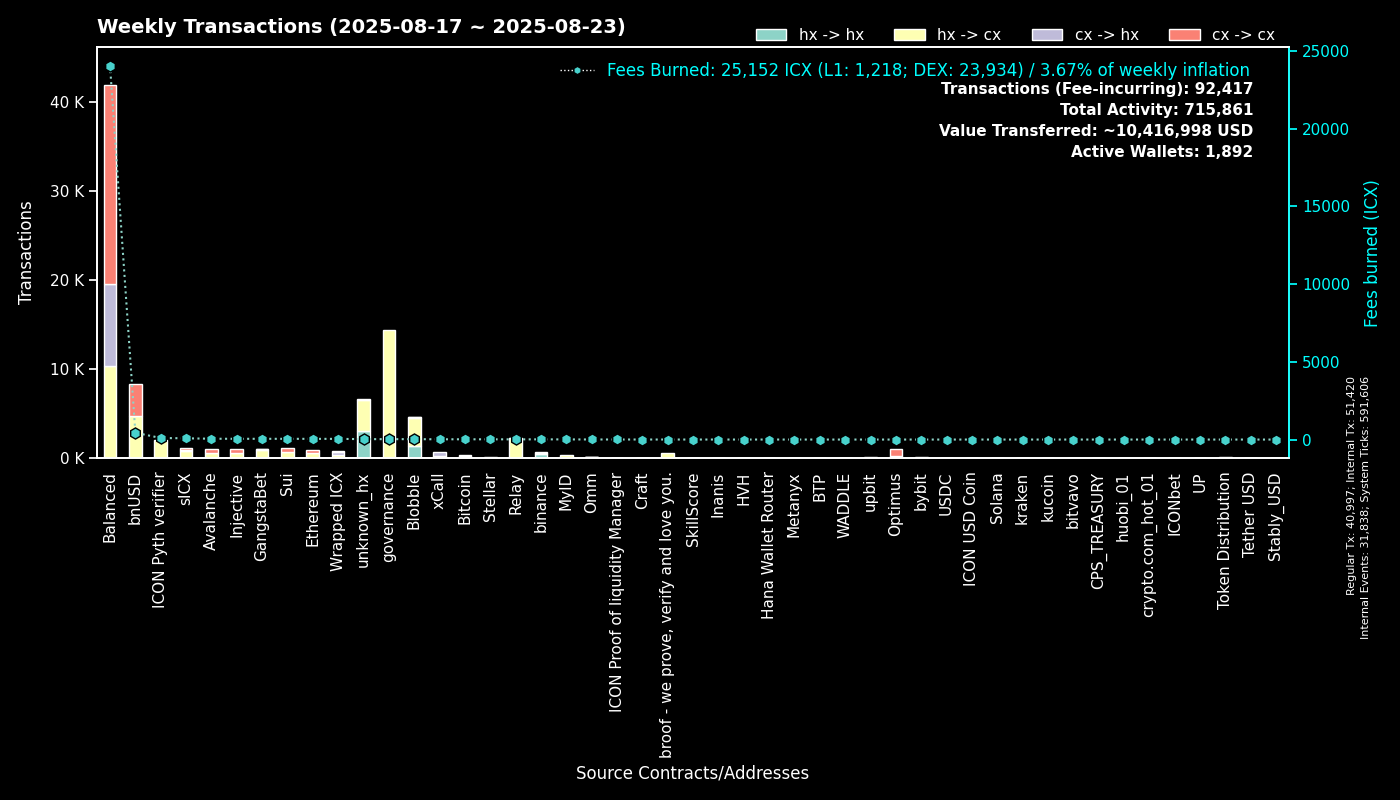 Weekly Transactions (2025-08-17 ~ 2025-08-23)
hx -> hx
hx -> cx
cx -> hx
cx -> cx
Fees Burned: 25,152 ICX (L1: 1,218; DEX: 23,934) / 3.67% of weekly inflation
Transactions (Fee-incurring): 92,417
Total Activity: 715,861
Value Transferred: ~10,416,998 USD
Active Wallets: 1,892
Transactions
40 K
30 K
20 K
10 K
0 K
25000
20000
15000
10000
5000
0
Fees burned (ICX)
Regular Tx: 40,997; Internal Tx: 51,420
Internal Events: 31,838; System Ticks: 591,606
Balanced
bnUSD
ICON Pyth verifier
sICX
Avalanche
Injective
GangstaBet
Sui
Ethereum
Wrapped ICX
unknown_hx
governance
Blobble
xCall
Bitcoin
Stellar
Relay
binance
MyID
Omm
ICON Proof of liquidity Manager
Craft
broof - we prove, verify and love you.
SkillScore
Inanis
HVH
Hana Wallet Router
Metanyx
BTP
WADDLE
upbit
Optimus
bybit
USDC
ICON USD Coin
Solana
kraken
kucoin
bitvavo
CPS_TREASURY
huobi_01
crypto.com_hot_01
ICONbet
UP
Token Distribution
Tether USD
Stably_USD
Source Contracts/Addresses